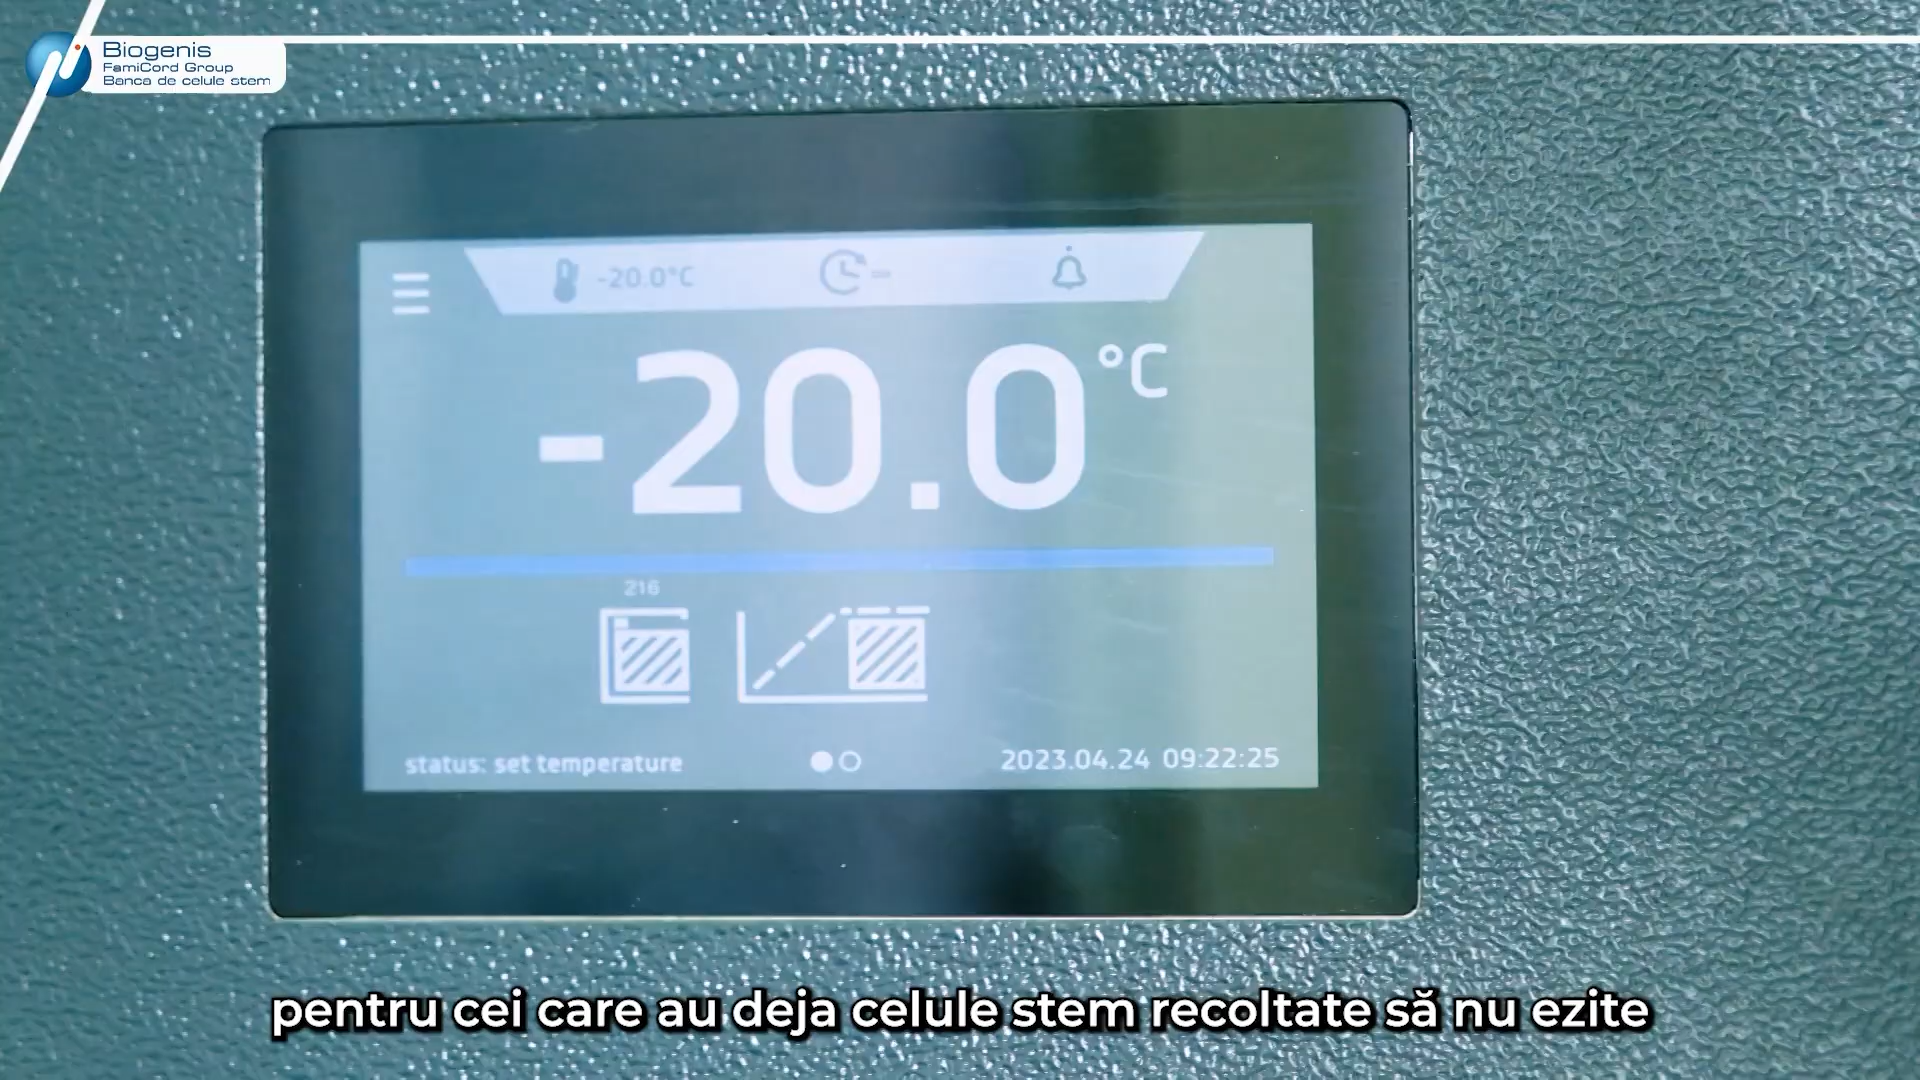 Biogenis
FamiCord Group
Banca de celule stem
-20.0°C
-20.0 °C
216
status: set temperature
2023.04.24 09:22:25
pentru cei care au deja celule stem recoltate să nu ezite